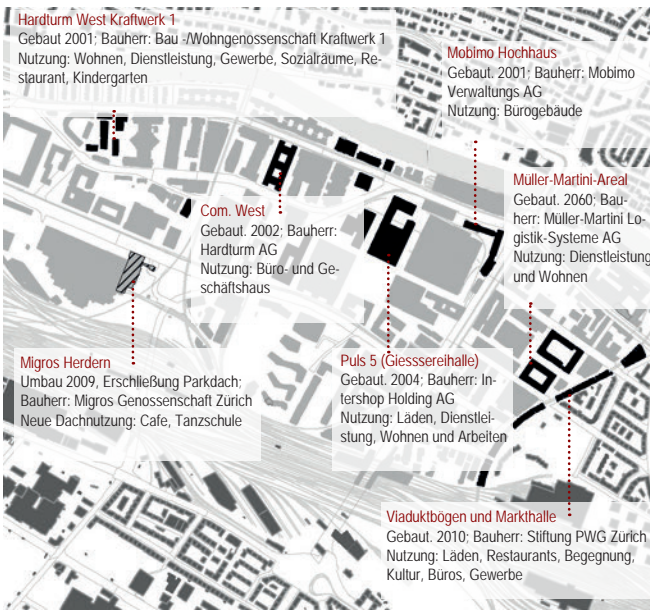 Hardturm West Kraftwerk 1
Gebaut 2001; Bauherr: Bau -/Wohngenossenschaft Kraftwerk 1
Nutzung: Wohnen, Dienstleistung, Gewerbe, Sozialräume, Re-
staurant, Kindergarten
Mobimo Hochhaus
Gebaut. 2001; Bauherr: Mobimo
Verwaltungs AG
Nutzung: Bürogebäude
Müller-Martini-Areal
Gebaut. 2060; Bau-
herr: Müller-Martini Lo-
gistik-Systeme AG
Nutzung: Dienstleistung
und Wohnen
Com. West
Gebaut. 2002; Bauherr:
Hardturm AG
Nutzung: Büro- und Ge-
schäftshaus
Migros Herdern
Umbau 2009, Erschließung Parkdach;
Bauherr: Migros Genossenschaft Zürich
Neue Dachnutzung: Cafe, Tanzschule
Puls 5 (Giesssereihalle)
Gebaut. 2004; Bauherr: In-
tershop Holding AG
Nutzung: Läden, Dienstlei-
stung, Wohnen und Arbeiten
Viaduktbögen und Markthalle
Gebaut. 2010; Bauherr: Stiftung PWG Zürich
Nutzung: Läden, Restaurants, Begegnung,
Kultur, Büros, Gewerbe